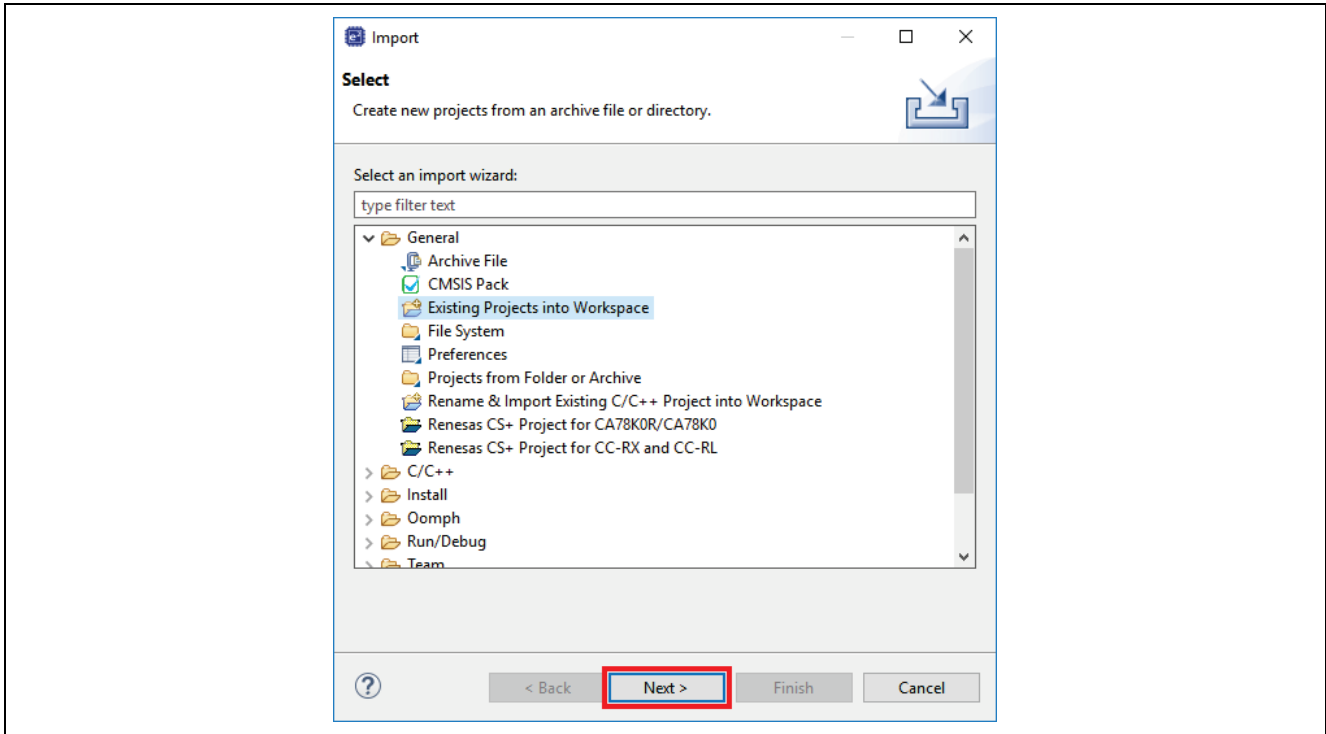 Import
Select
Create new projects from an archive file or directory.
Select an import wizard:
type filter text
General
Archive File
CMSIS Pack
Existing Projects into Workspace
File System
Preferences
Projects from Folder or Archive
Rename & Import Existing C/C++ Project into Workspace
Renesas CS+ Project for CA78K0R/CA78K0
Renesas CS+ Project for CC-RX and CC-RL
C/C++
Install
Oomph
Run/Debug
Team
? < Back Next > Finish Cancel